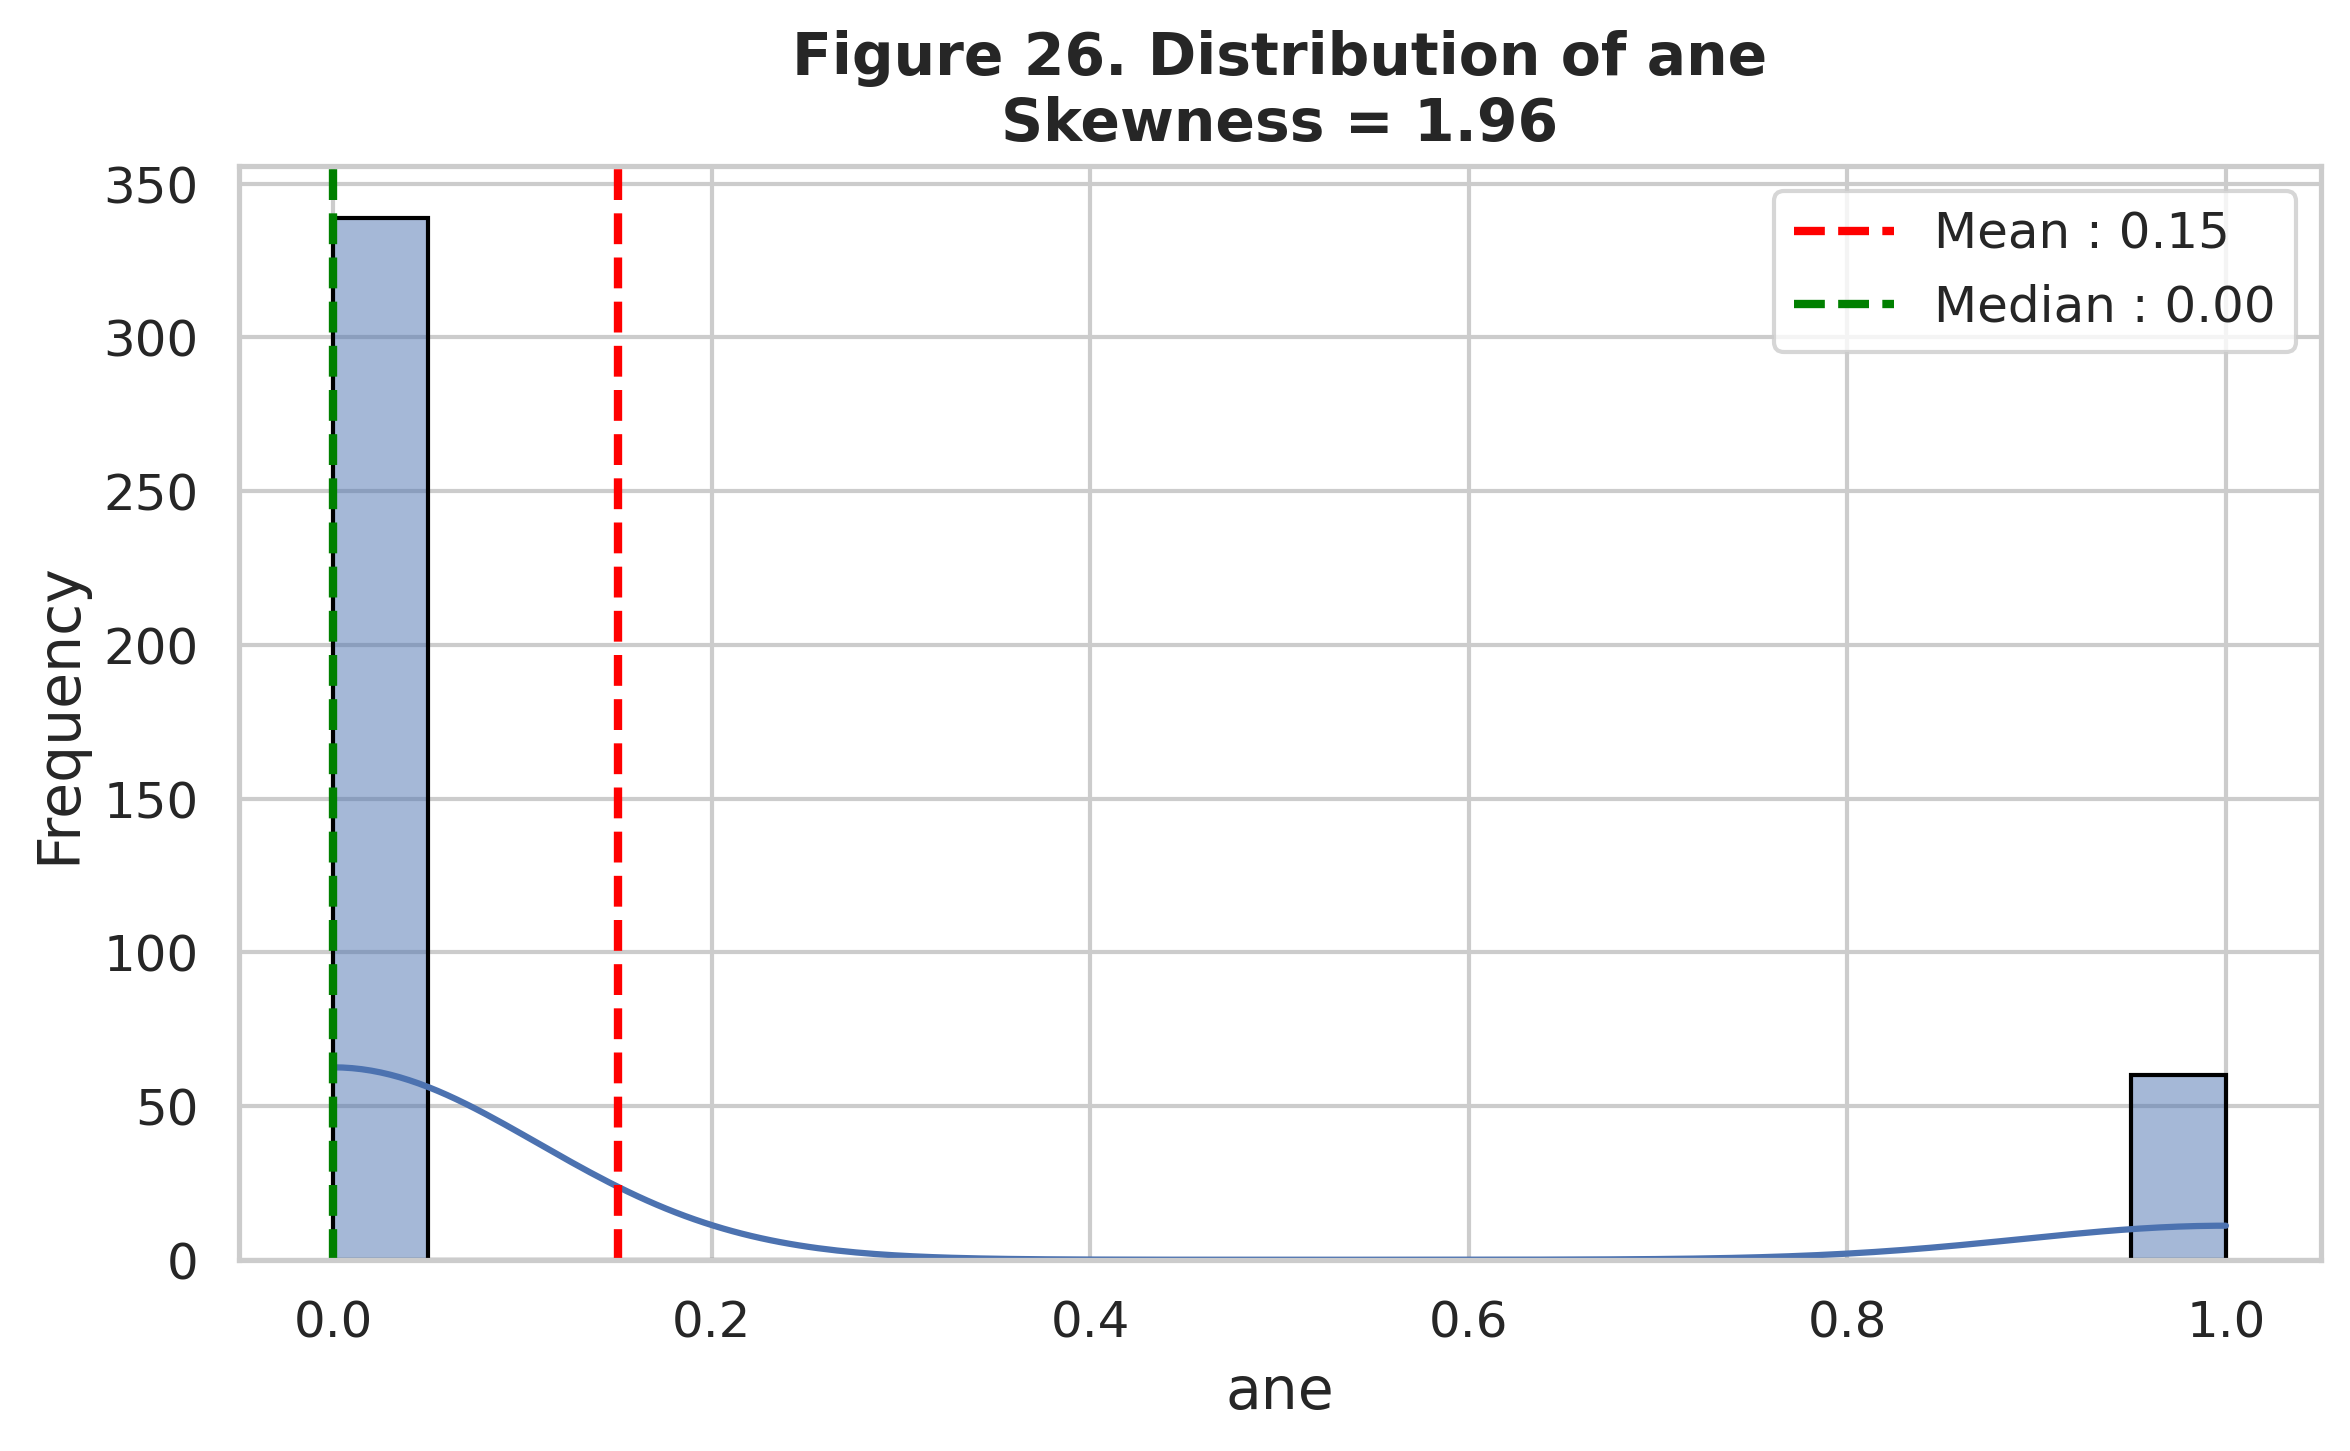 Figure 26. Distribution of ane
Skewness = 1.96
350
300
250
200
150
100
50
0
Frequency
Mean : 0.15
Median : 0.00
0.0 0.2 0.4 0.6 0.8 1.0
ane